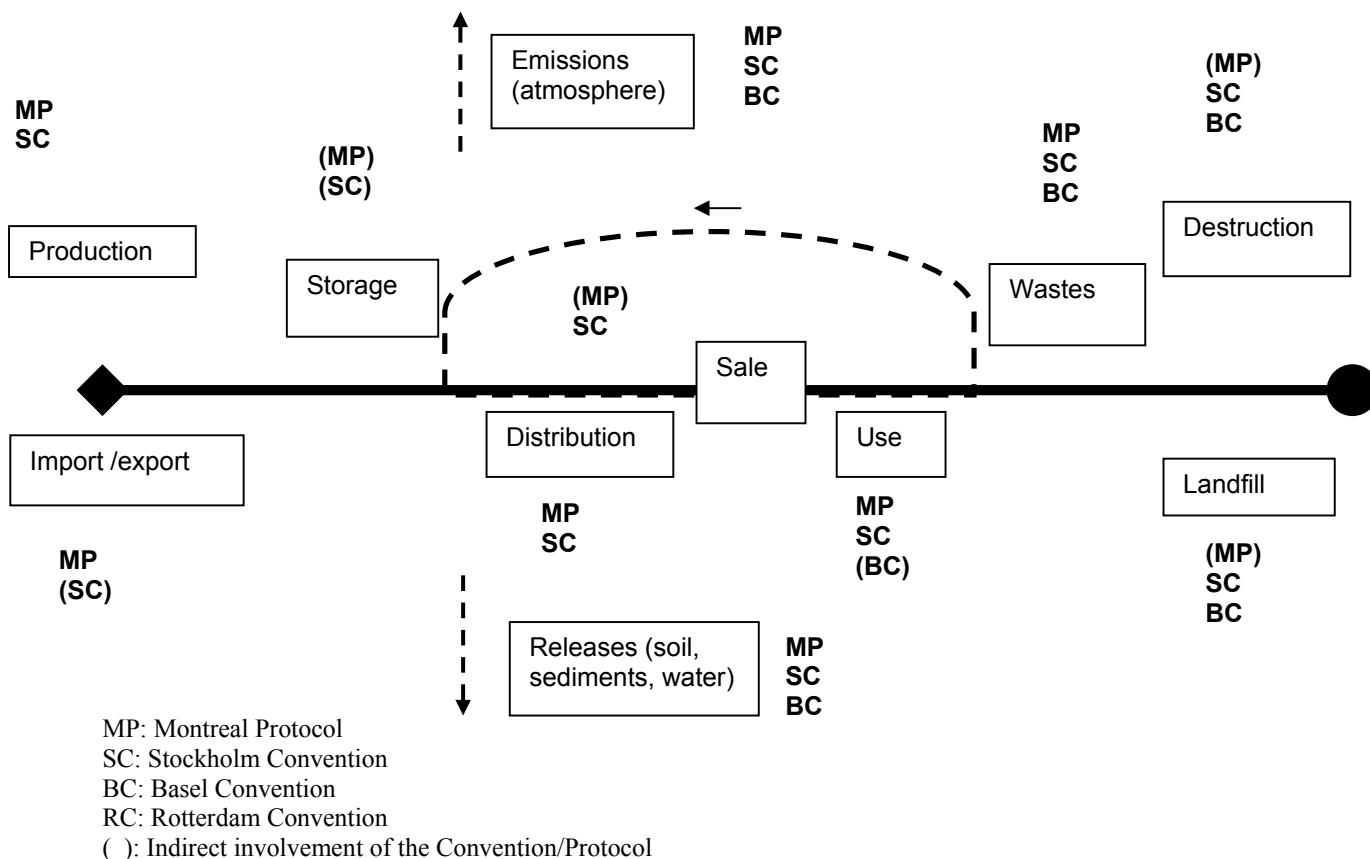 Emissions
(atmosphere)
MP
SC
BC
(MP)
SC
BC
MP
SC
(MP)
(SC)
MP
SC
BC
Production
Storage
(MP)
SC
Wastes
Destruction
Sale
Import /export
Distribution
Use
Landfill
MP
(SC)
MP
SC
MP
SC
(BC)
(MP)
SC
BC
Releases (soil,
sediments, water)
MP
SC
BC
MP: Montreal Protocol
SC: Stockholm Convention
BC: Basel Convention
RC: Rotterdam Convention
( ): Indirect involvement of the Convention/Protocol